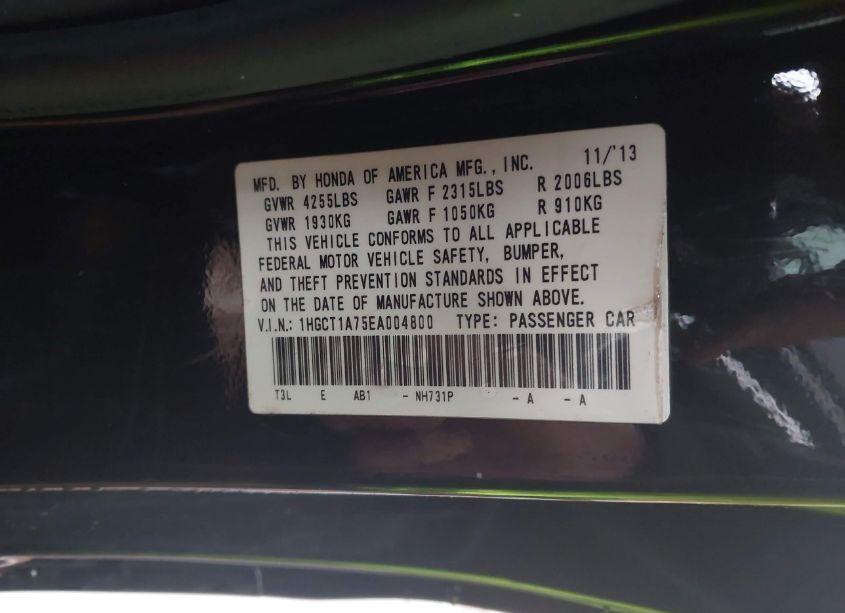 MFD. BY HONDA OF AMERICA MFG., INC. 11/'13
GVWR 4255LBS GAWR F 2315LBS R 2006LBS
GVWR 1930KG GAWR F 1050KG R 910KG
THIS VEHICLE CONFORMS TO ALL APPLICABLE
FEDERAL MOTOR VEHICLE SAFETY, BUMPER,
AND THEFT PREVENTION STANDARDS IN EFFECT
ON THE DATE OF MANUFACTURE SHOWN ABOVE.
V.I.N.: 1HGCT1A75EA004800 TYPE: PASSENGER CAR
T3L E AB1 - NH731P - A - A